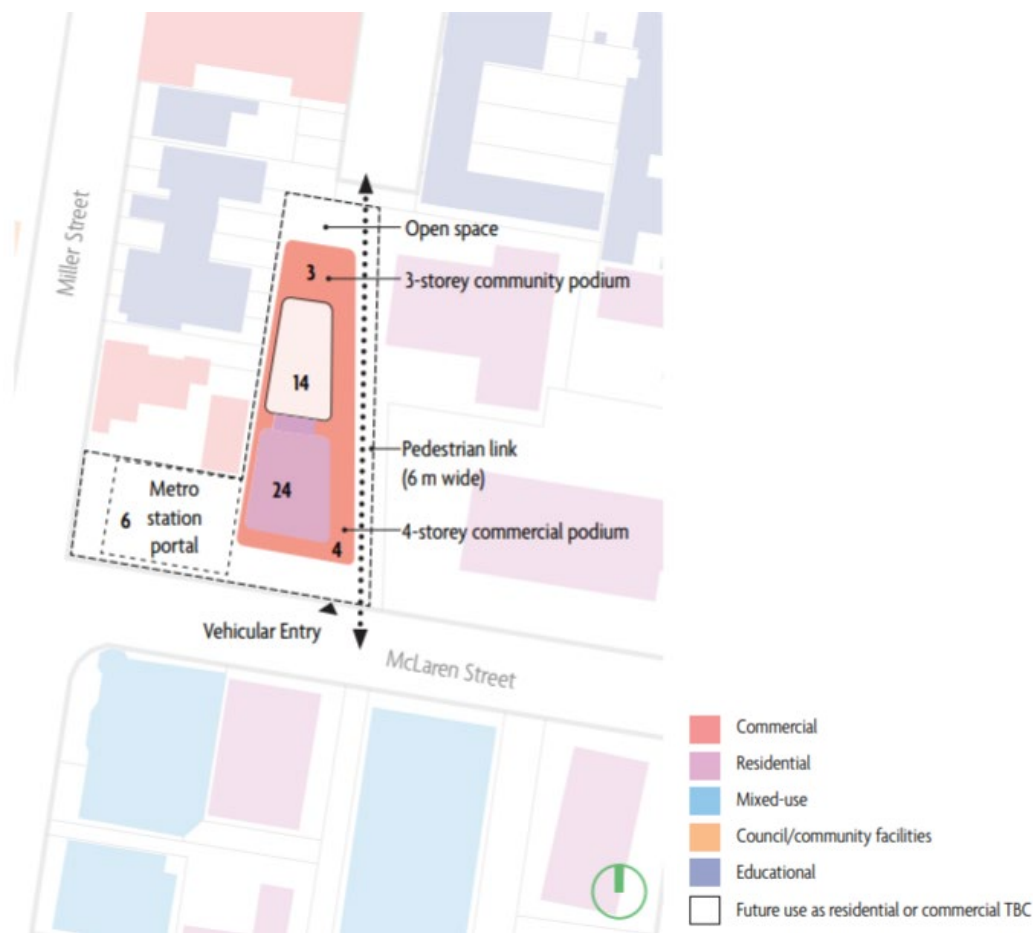 Miller Street
Open space
3
3-storey community podium
14
Pedestrian link
(6 m wide)
24
Metro
station
portal
6
4-storey commercial podium
4
Vehicular Entry
McLaren Street
Commercial
Residential
Mixed-use
Council/community facilities
Educational
Future use as residential or commercial TBC